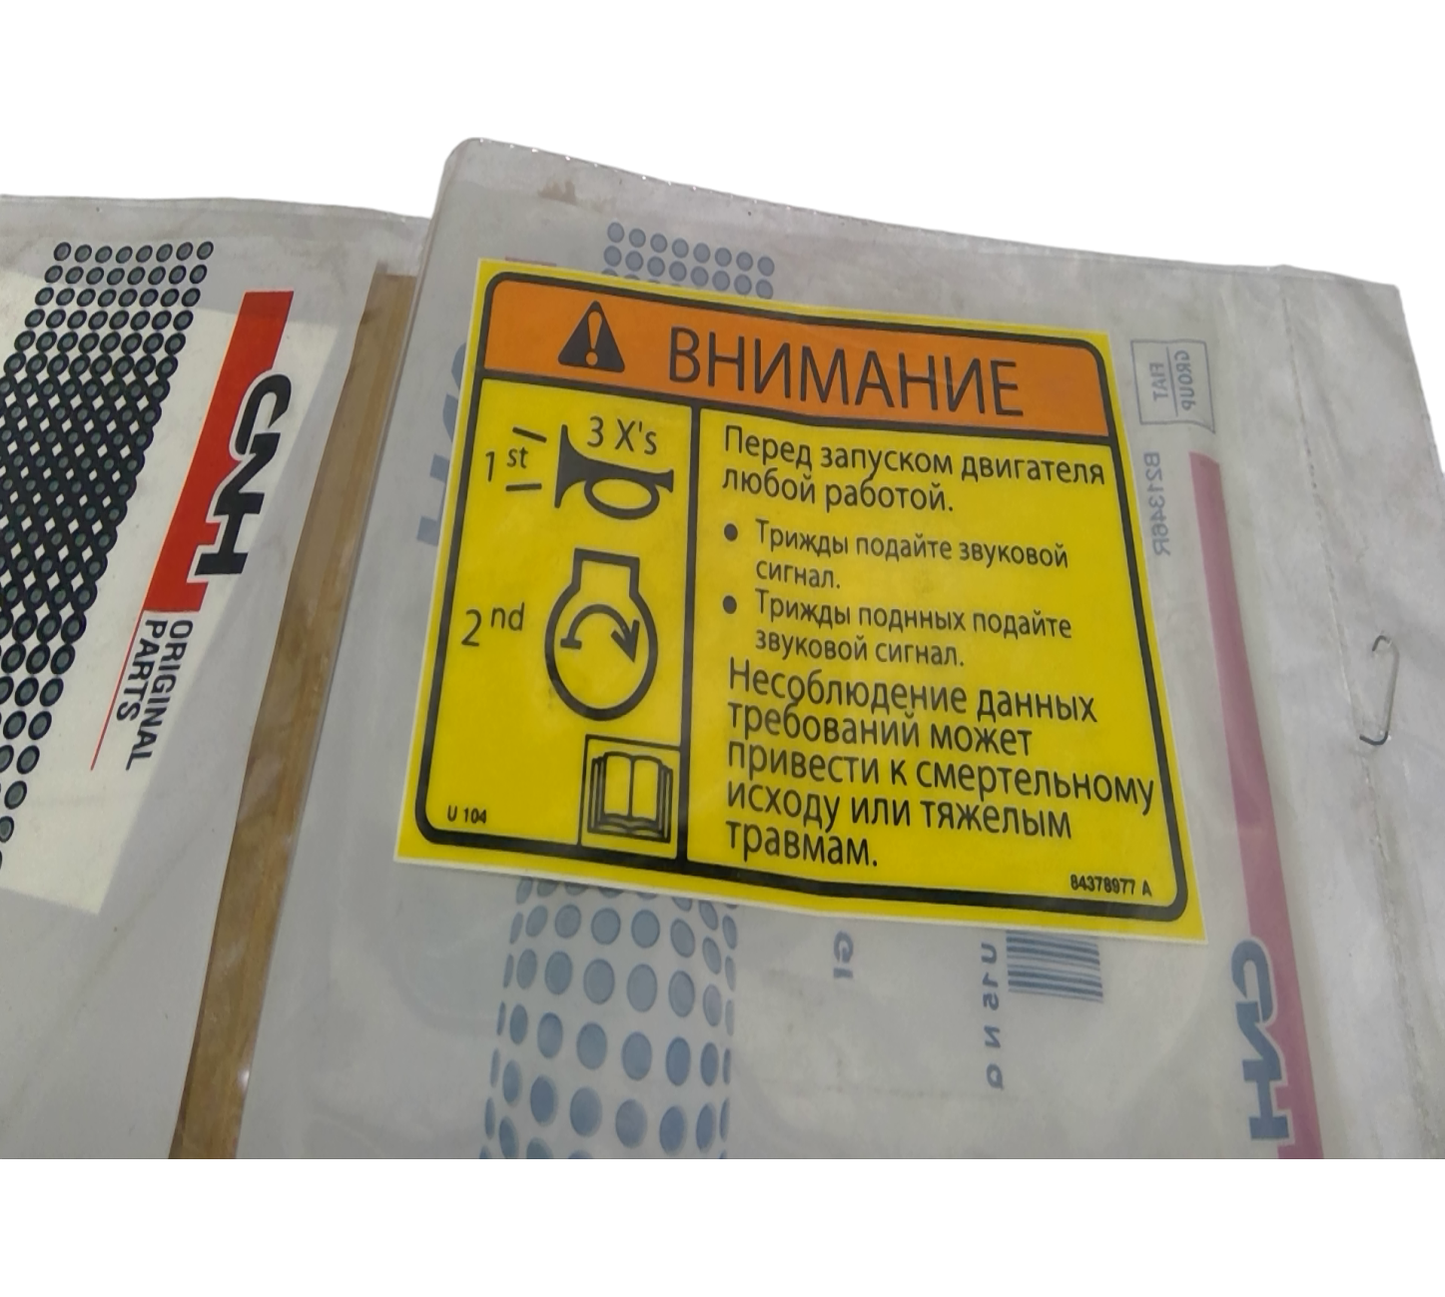 CNH
ORIGINAL
PARTS
ВНИМАНИЕ
1st
3 X's
2nd
U 104
Перед запуском двигателя
любой работой.
• Трижды подайте звуковой
сигнал.
• Трижды поднных подайте
звуковой сигнал.
Несоблюдение данных
требований может
привести к смертельному
исходу или тяжелым
травмам.
84378977 A
GROUP
FIAT
B21346R
CNH